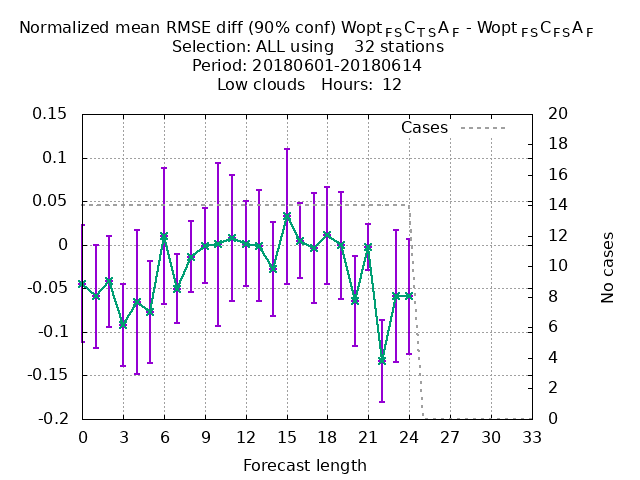 Normalized mean RMSE diff (90% conf) Wopt FS C T S A F - Wopt FS C F S A F
Selection: ALL using 32 stations
Period: 20180601-20180614
Low clouds Hours: 12
0.15
0.1
0.05
0
-0.05
-0.1
-0.15
-0.2
20
18
16
14
12
10
8
6
4
2
0
Cases
No cases
0 3 6 9 12 15 18 21 24 27 30 33
Forecast length